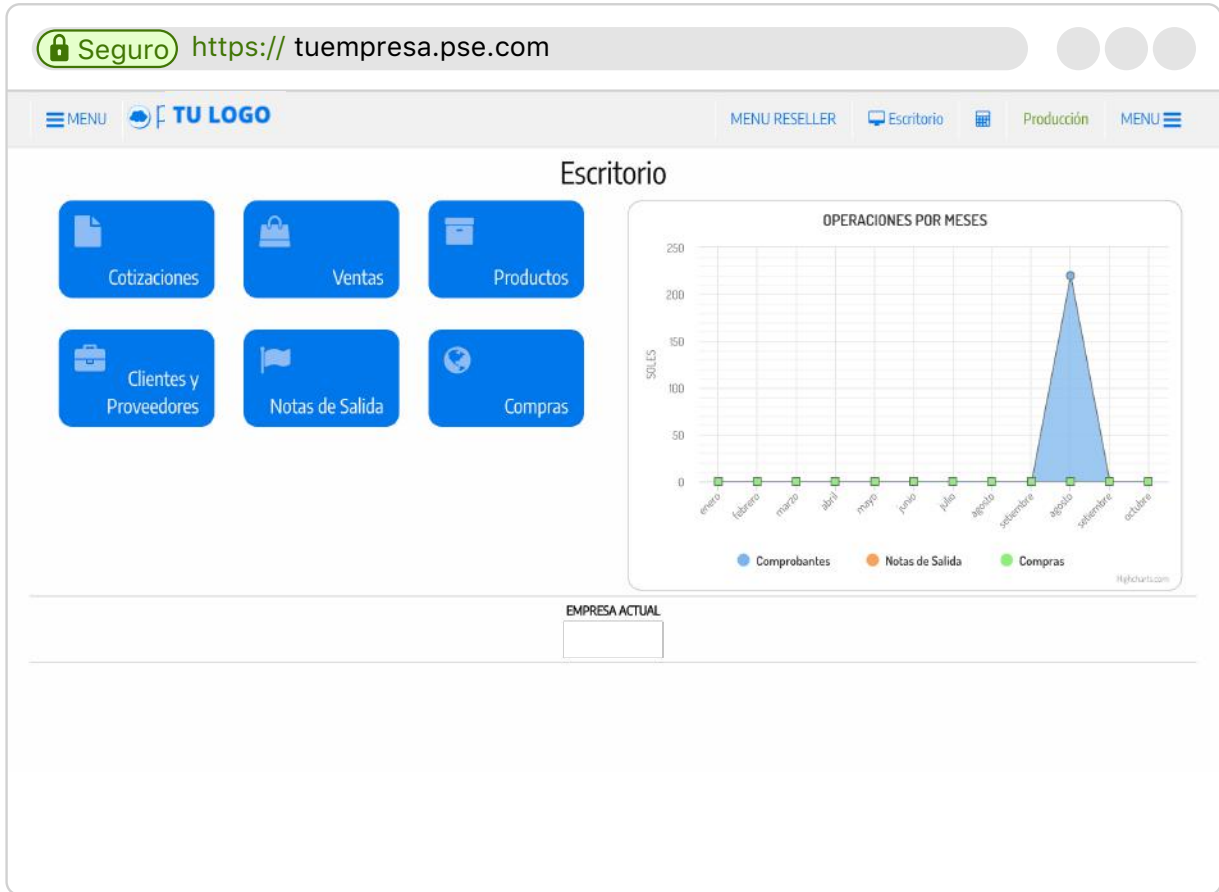 Seguro https:// tuempresa.pse.com
MENU TU LOGO MENU RESELLER Escritorio Producción MENU
Escritorio
Cotizaciones
Ventas
Productos
Clientes y
Proveedores
Notas de Salida
Compras
OPERACIONES POR MESES
SOLES
250
200
150
100
50
0
enero febrero marzo abril mayo junio julio agosto setiembre agosto setiembre octubre
Comprobantes Notas de Salida Compras
Highcharts.com
EMPRESA ACTUAL